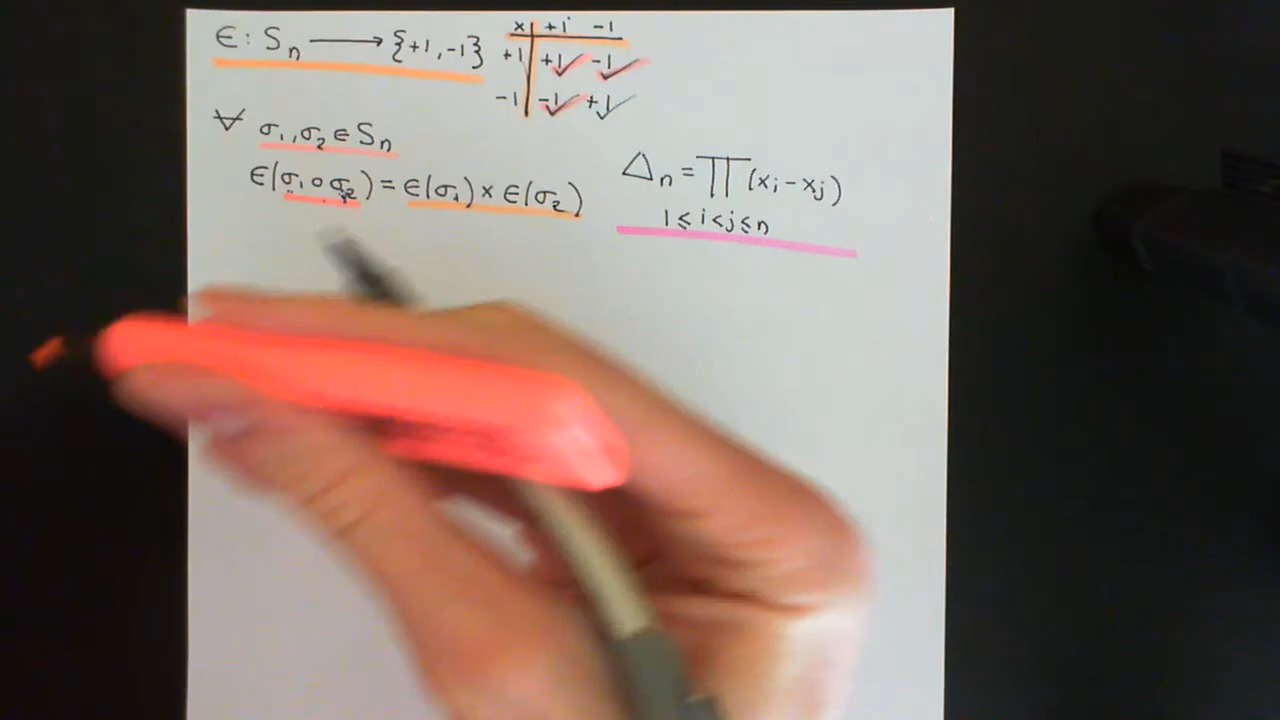 ∈ : Sₙ ⟶ {+1, -1}
x | +1 -1
+1 | +1✓ -1✓
-1 | -1✓ +1✓
∀ σ₁, σ₂ ∈ Sₙ
∈(σ₁ ∘ σ₂) = ∈(σ₁) × ∈(σ₂)
Δₙ = ∏ (xᵢ - xⱼ)
1 ≤ i < j ≤ n